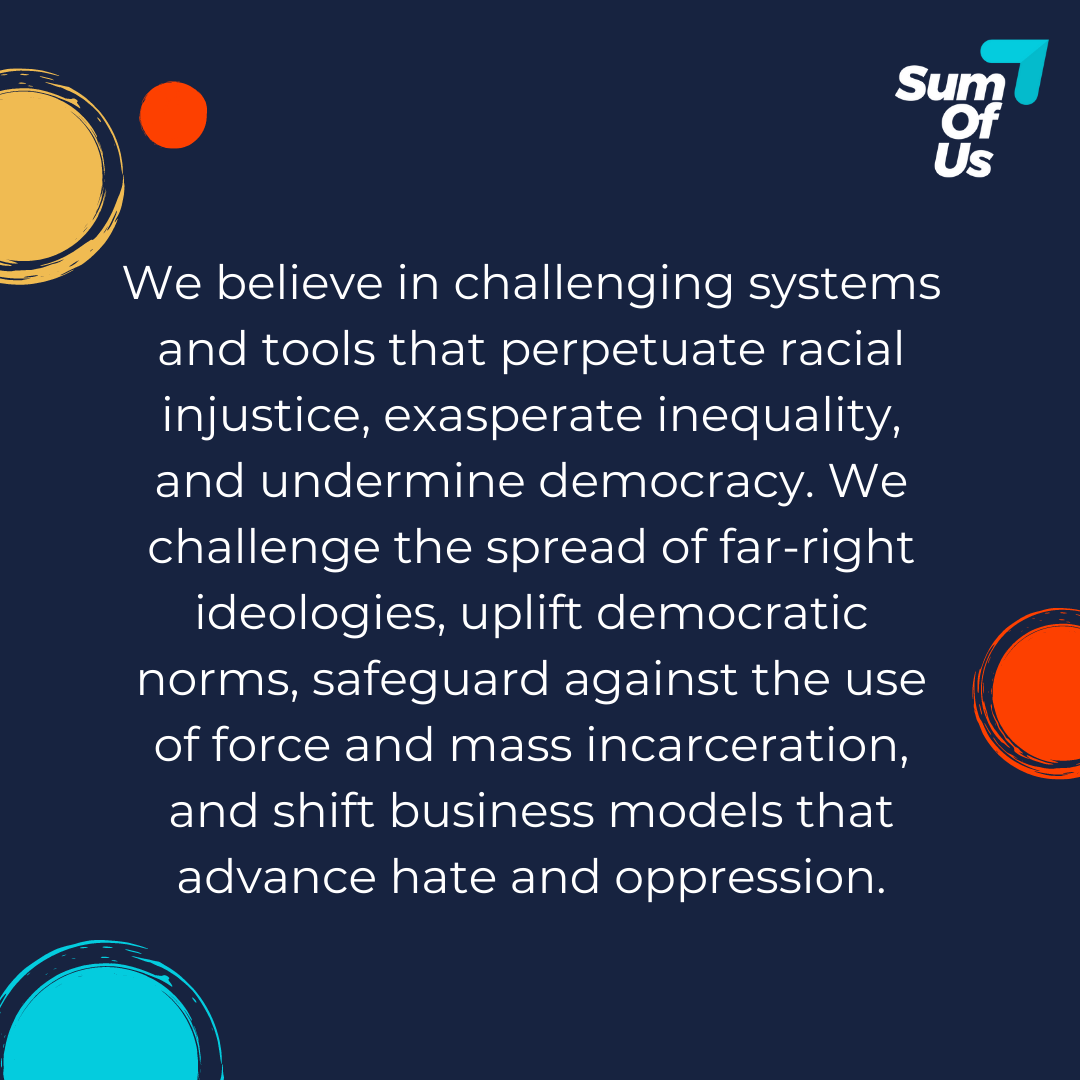 Sum
Of
Us
We believe in challenging systems
and tools that perpetuate racial
injustice, exasperate inequality,
and undermine democracy. We
challenge the spread of far-right
ideologies, uplift democratic
norms, safeguard against the use
of force and mass incarceration,
and shift business models that
advance hate and oppression.